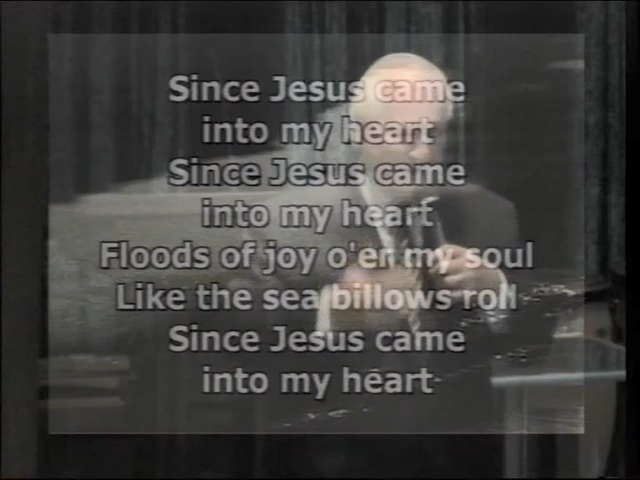 Since Jesus came
into my heart
Since Jesus came
into my heart
Floods of joy o'er my soul
Like the sea billows roll
Since Jesus came
into my heart